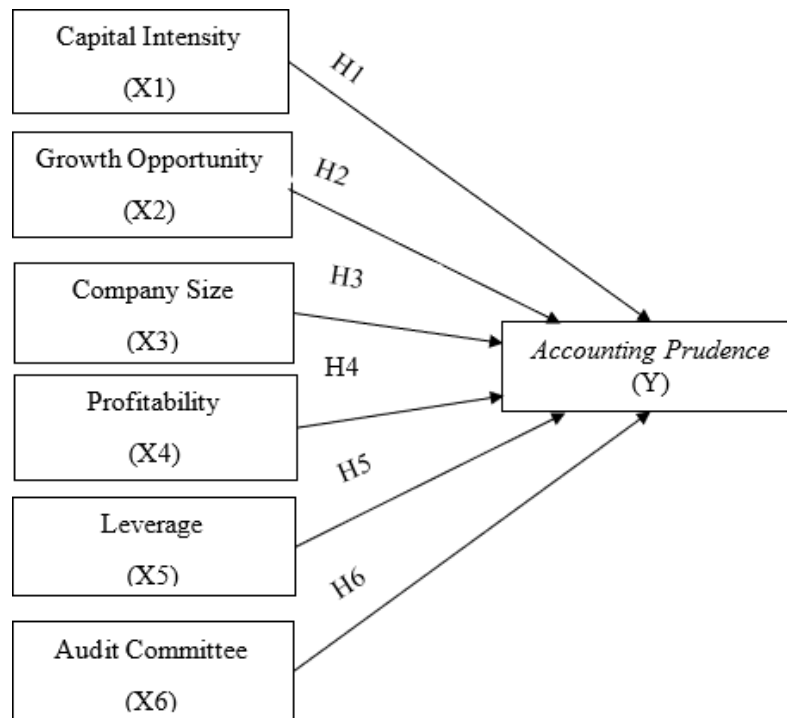 Capital Intensity
(X1)
H1
Growth Opportunity
(X2)
H2
Company Size
(X3)
H3
Accounting Prudence
(Y)
Profitability
(X4)
H4
Leverage
(X5)
H5
Audit Committee
(X6)
H6